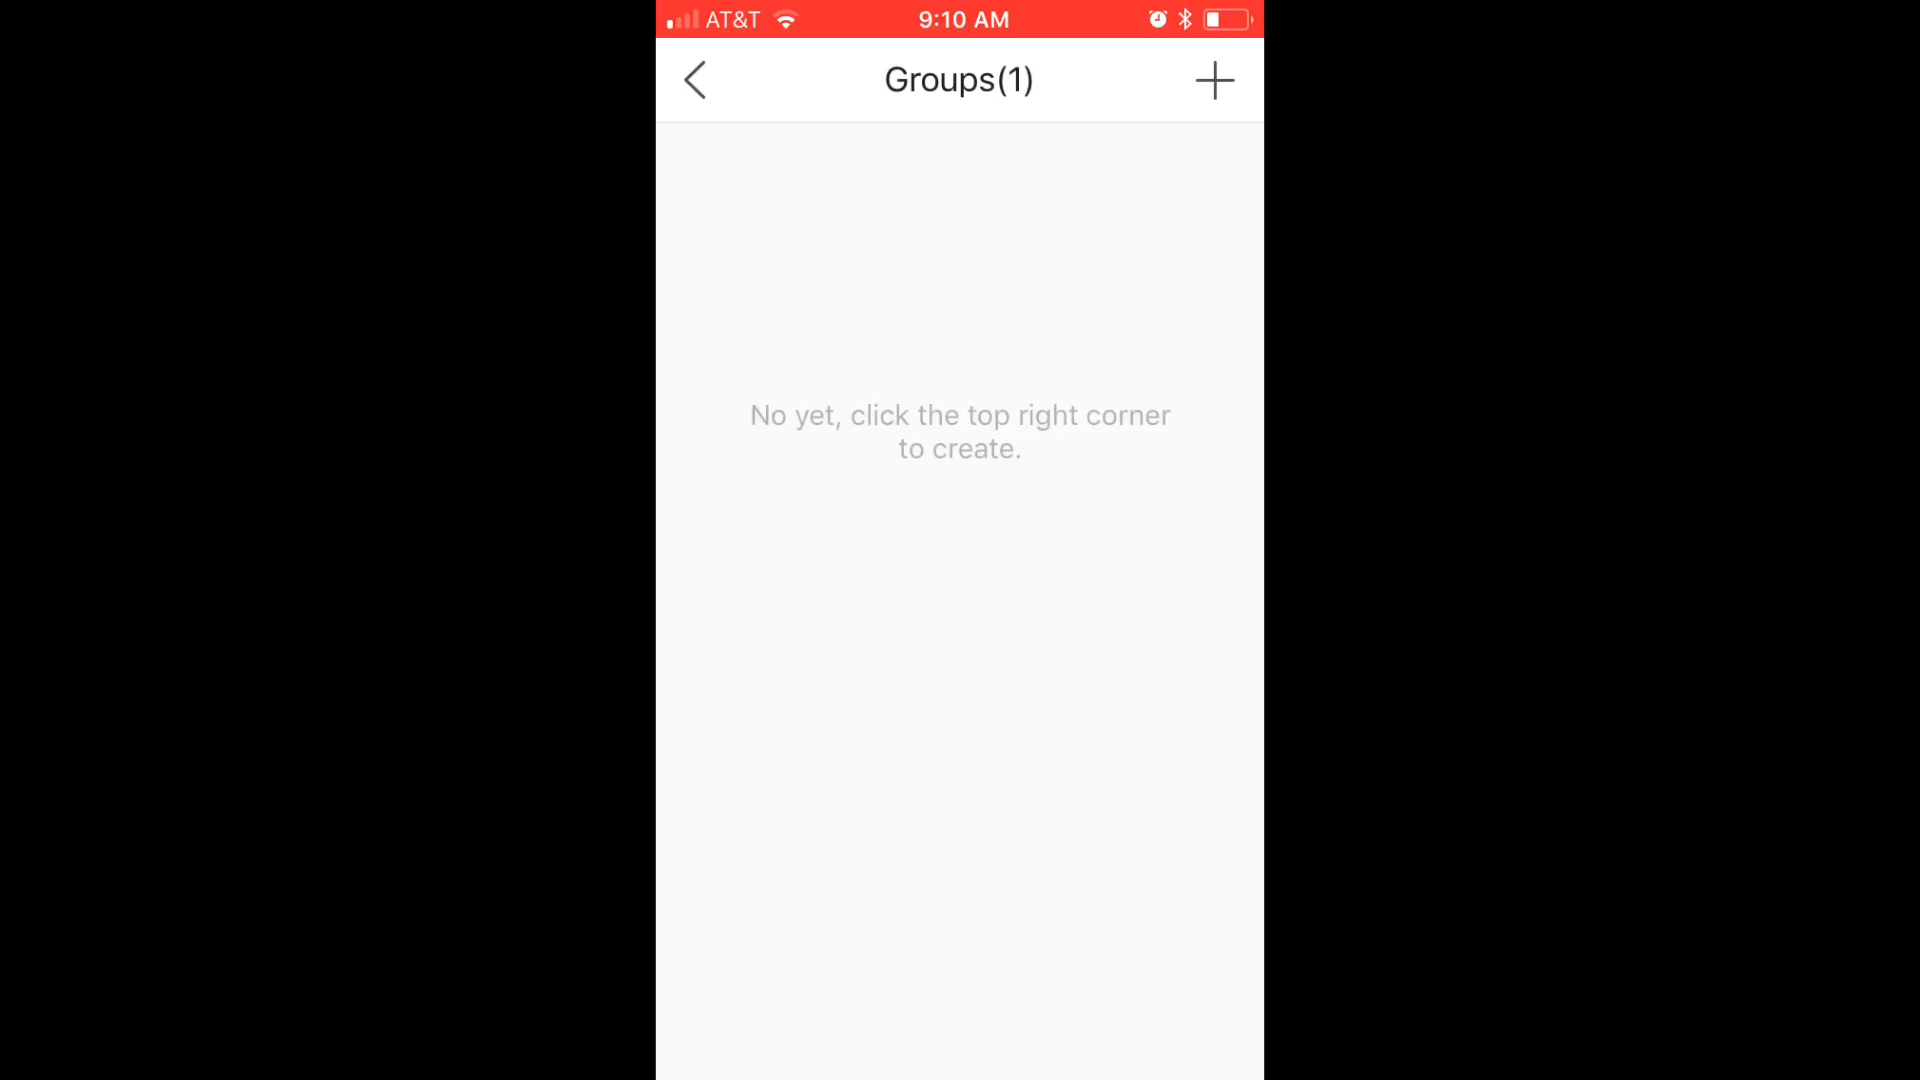 AT&T 9:10 AM
Groups(1)
No yet, click the top right corner
to create.